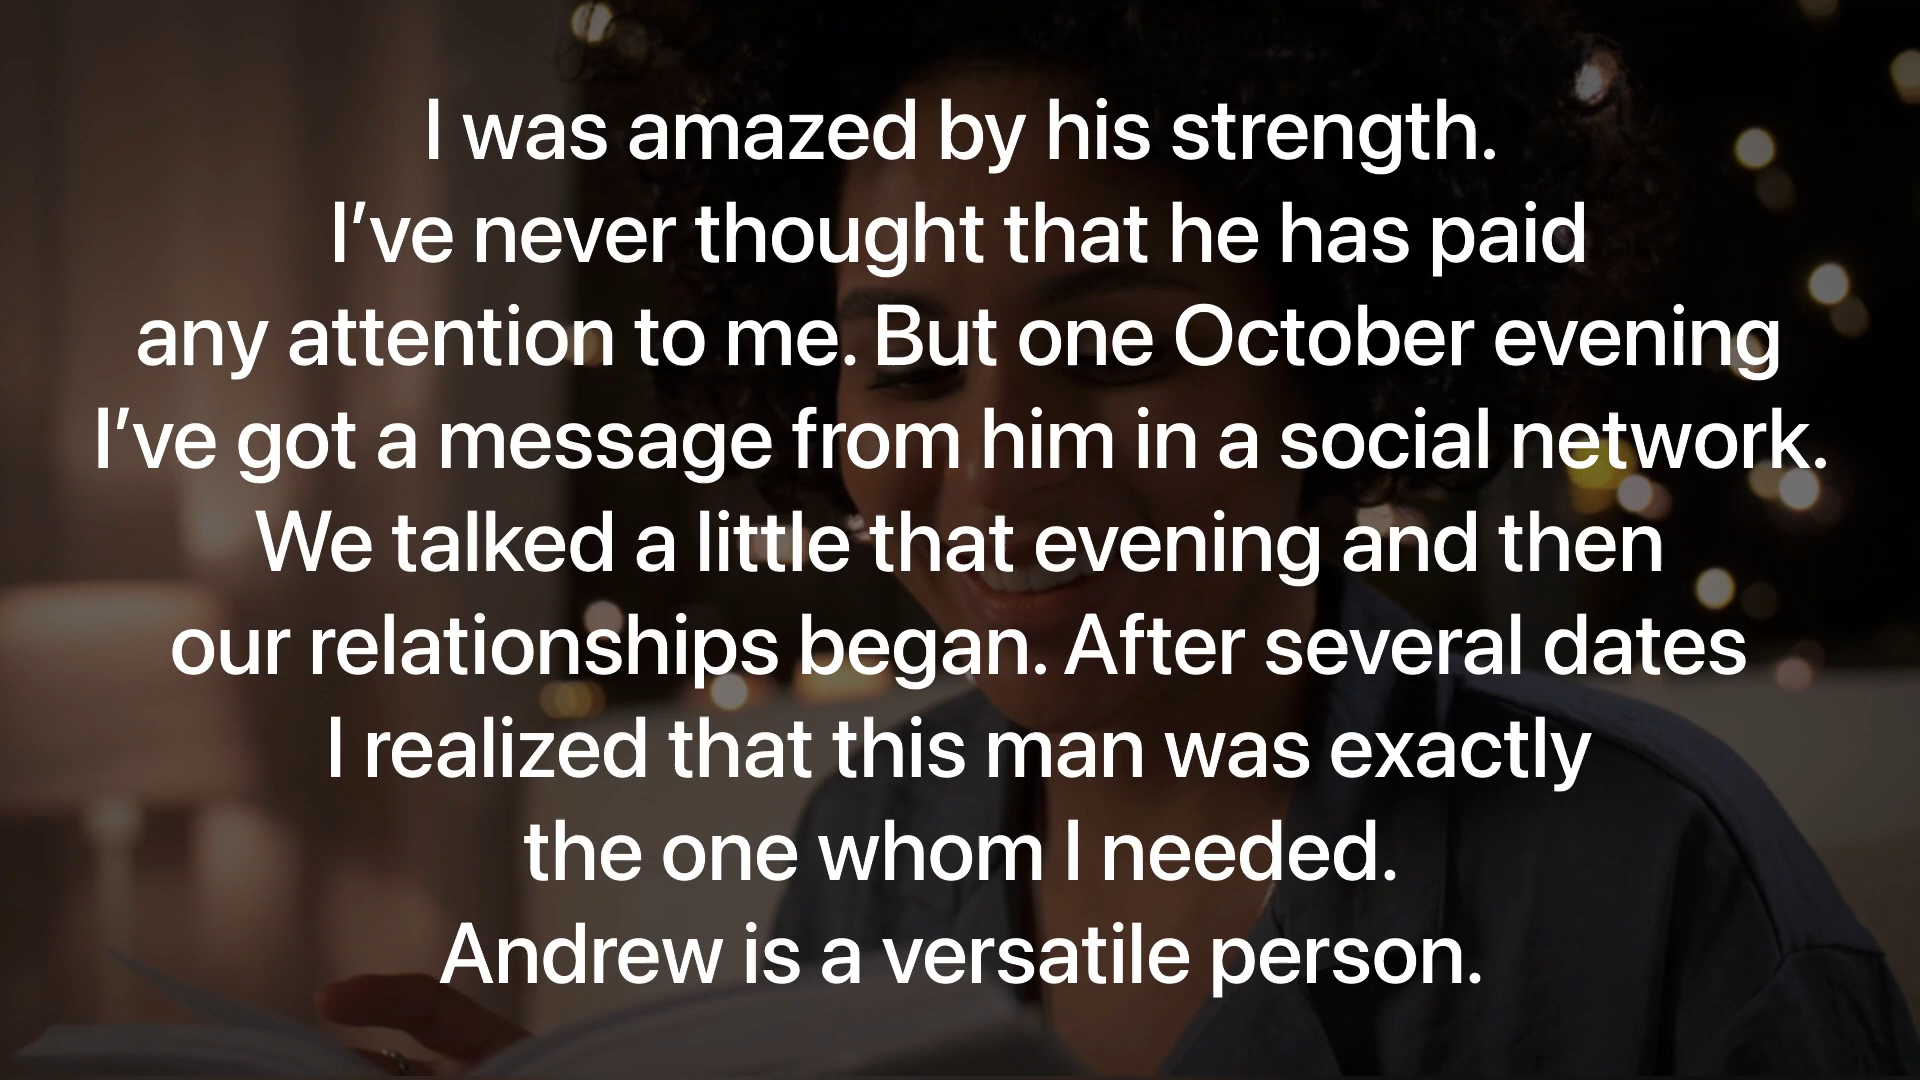 I was amazed by his strength.
I’ve never thought that he has paid
any attention to me. But one October evening
I’ve got a message from him in a social network.
We talked a little that evening and then
our relationships began. After several dates
I realized that this man was exactly
the one whom I needed.
Andrew is a versatile person.